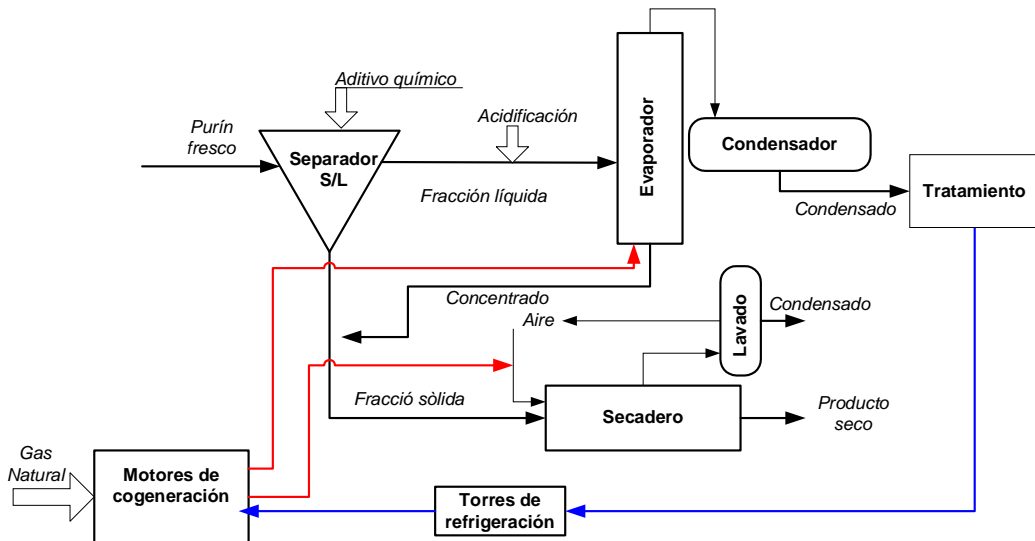 Aditivo químico
Purín
fresco
Separador
S/L
Acidificación
Fracción líquida
Evaporador
Condensador
Condensado
Tratamiento
Concentrado
Aire
Lavado
Condensado
Fracció sòlida
Secadero
Producto
seco
Gas
Natural
Motores de
cogeneración
Torres de
refrigeración